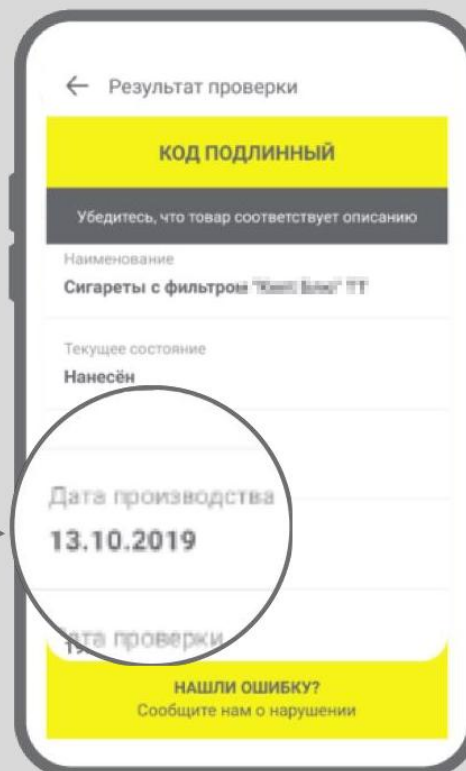 ← Результат проверки
КОД ПОДЛИННЫЙ
Убедитесь, что товар соответствует описанию
Наименование
Сигареты с фильтром
Текущее состояние
Нанесён
Дата производства
13.10.2019
Дата проверки
НАШЛИ ОШИБКУ?
Сообщите нам о нарушении